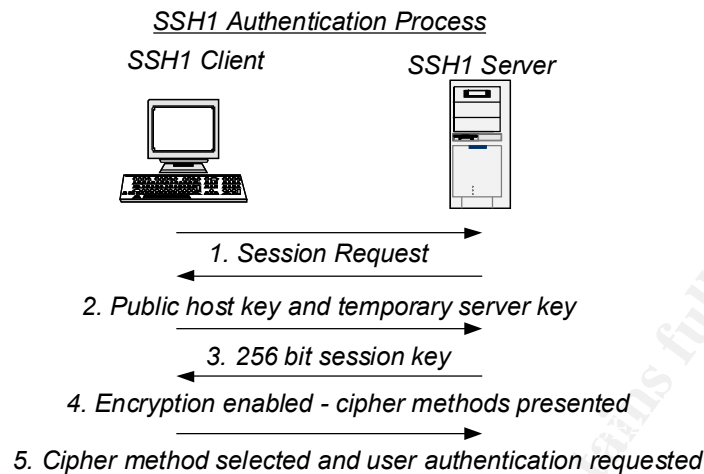 SSH1 Authentication Process
SSH1 Client
SSH1 Server
1. Session Request
2. Public host key and temporary server key
3. 256 bit session key
4. Encryption enabled - cipher methods presented
5. Cipher method selected and user authentication requested